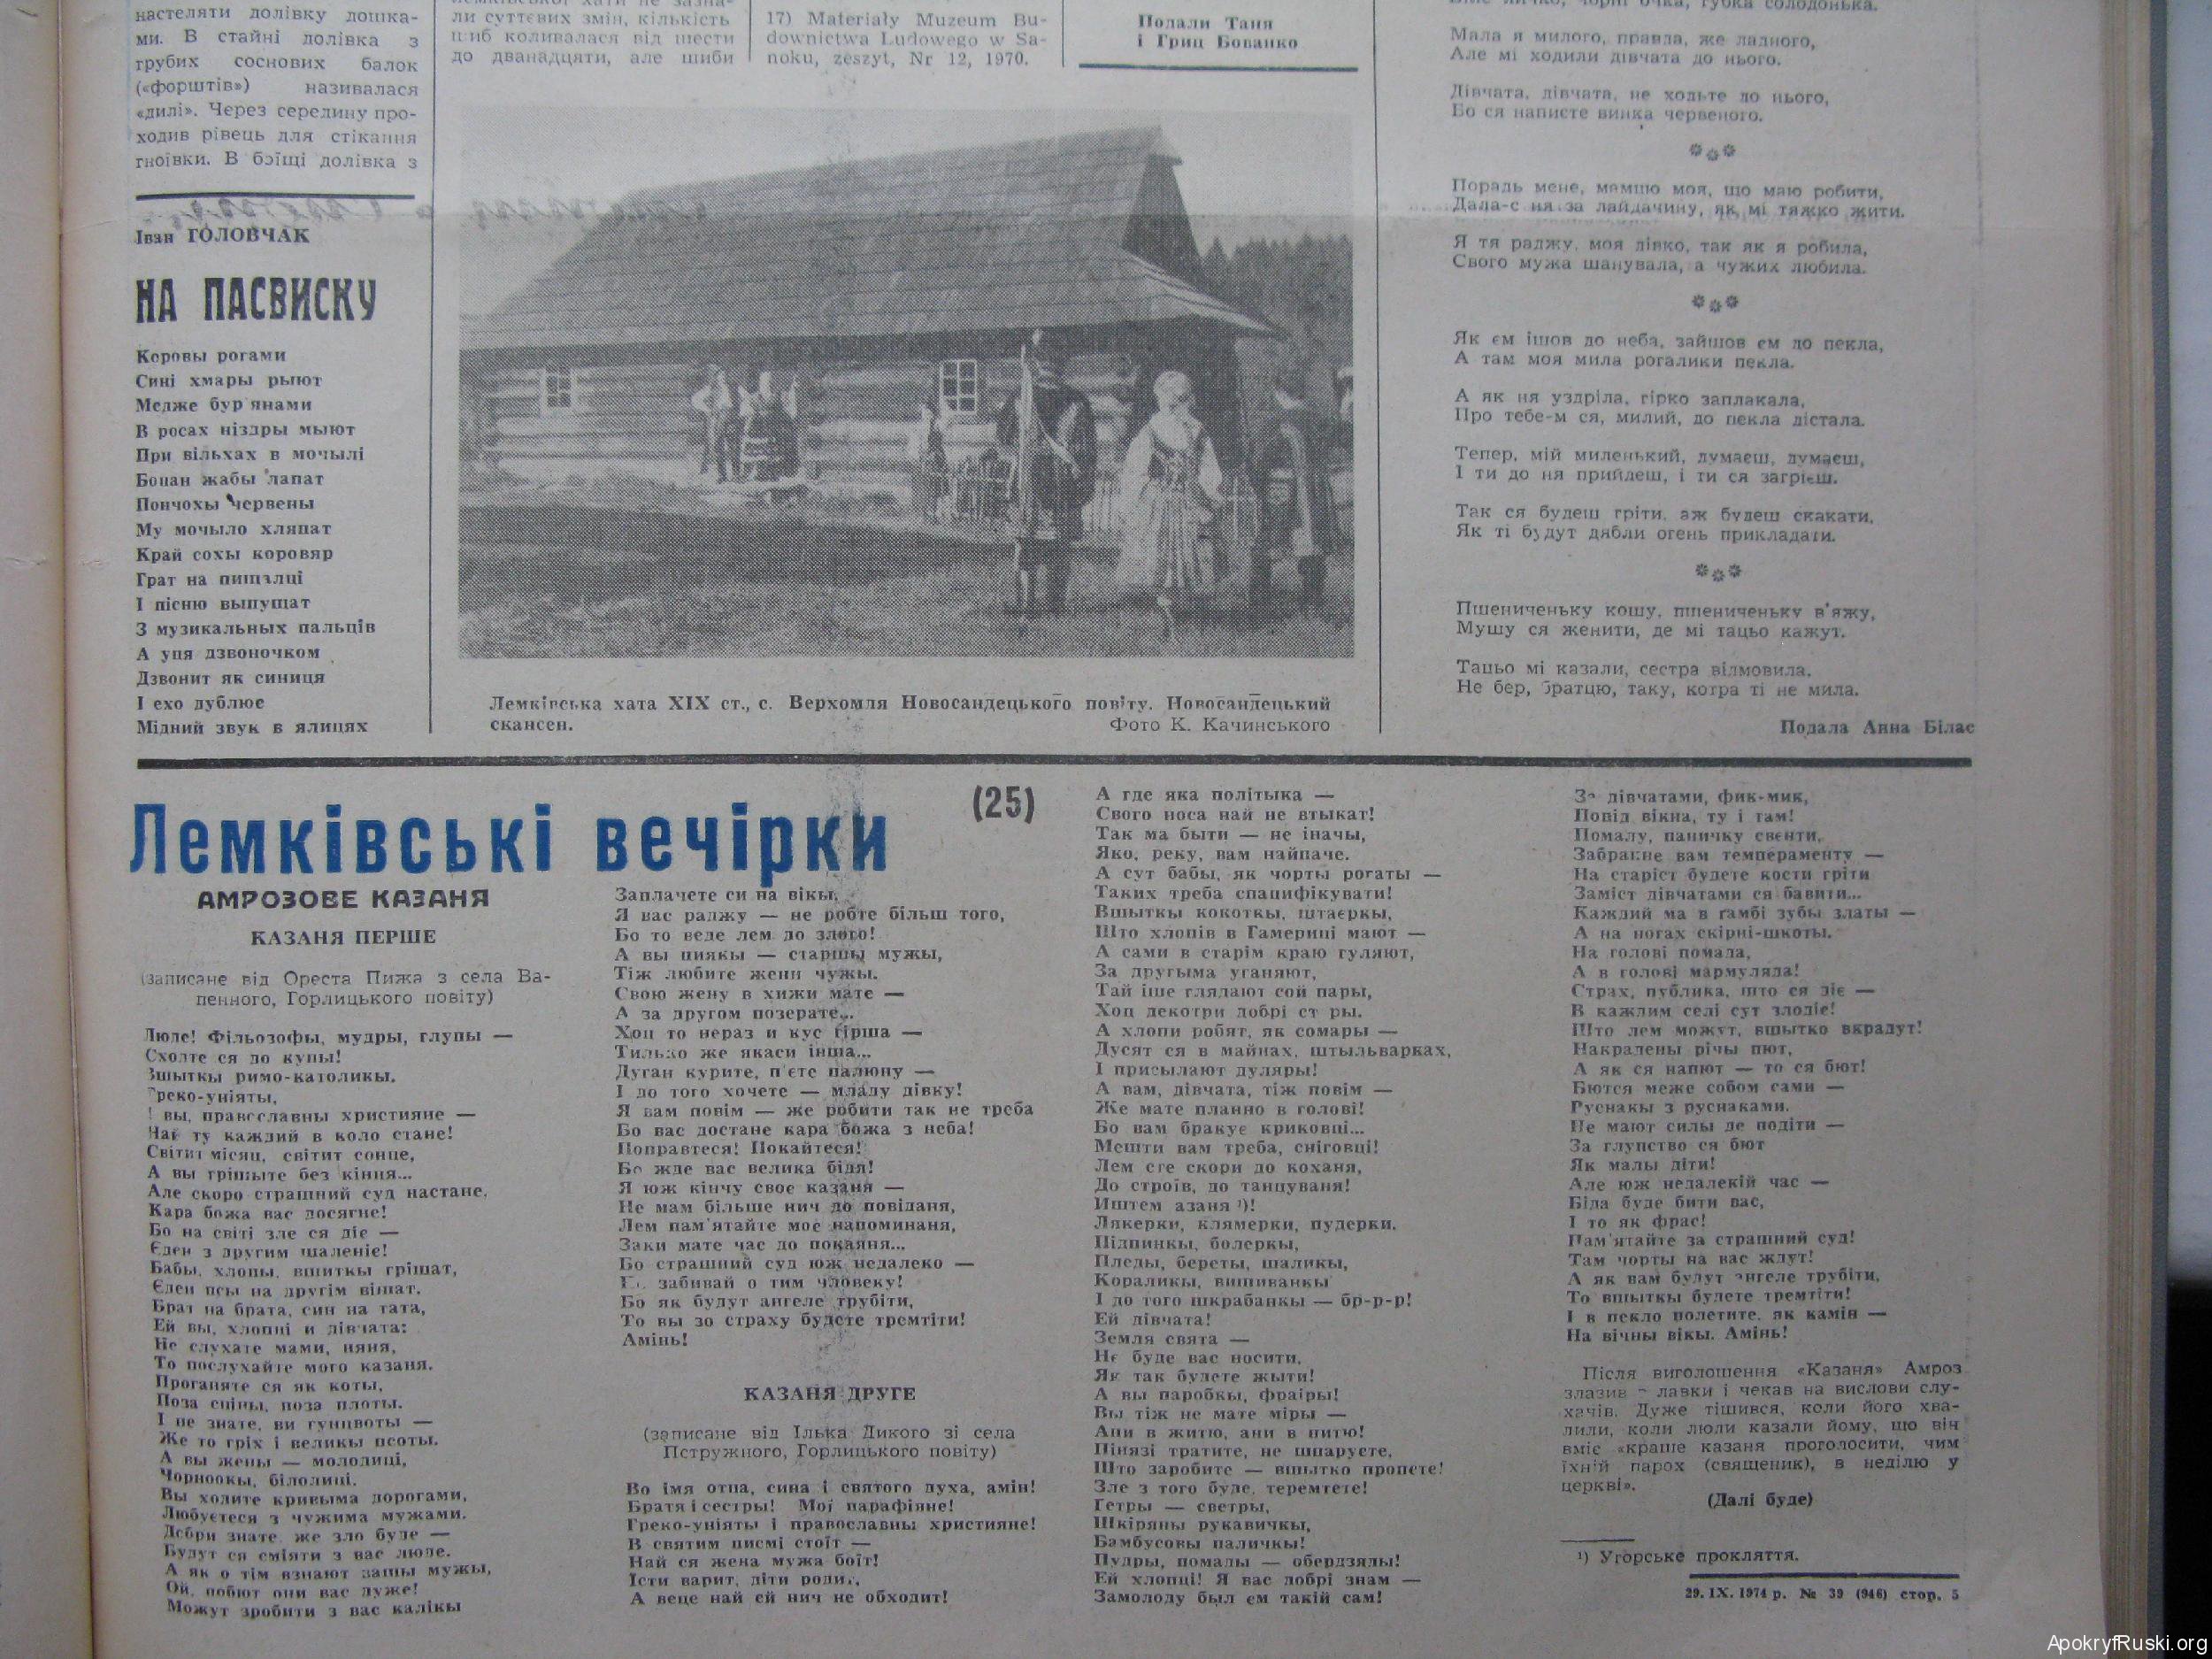 настеляти долівку дошка-
ми. В стайні долівка з
грубих соснових балок
(«форштів») називалася
«дилі». Через середину про-
ходив рівець для стікання
гноївки. В боїщі долівка з
ли суттєвих змін, кількість
шиб коливалася від шести
до дванадцяти, але шиби
17) Materiały Muzeum Bu-
downictwa Ludowego w Sa-
noku, zeszyt, Nr 12, 1970.
Подали Таня
і Гриц Бованко
Іван ГОЛОВЧАК
НА ПАСВИСКУ
Коровы рогами
Сині хмары рыют
Медже бур'янами
В росах ніздры мыют
При вільхах в мочылі
Боцан жабы лапат
Пончохы червены
Му мочыло хляпат
Край сохы коровяр
Грат на пищалці
І пісню выпущат
З музикальных пальців
А уця дзвоночком
Дзвонит як синиця
І ехо дублює
Мідний звук в ялицях
Лемківська хата XIX ст., с. Верхомля Новосандецького повіту. Новосандецький
скансен. Фото К. Качинського
Мала я милого, правда, же ладного,
Але мі ходили дівчата до нього.
Дівчата, дівчата, не ходьте до нього,
Бо ся написте винка червеного.
Порадь мене, мамцю моя, що маю робити,
Дала-с ня за лайдачину, як мі тяжко жити.
Я тя раджу, моя дівко, так як я робила,
Свого мужа шанувала, а чужих любила.
Як єм ішов до неба, зайшов ем до пекла,
А там моя мила рогалики пекла.
А як ня уздріла, гірко заплакала,
Про тебе-м ся, милий, до пекла дістала.
Тепер, мій миленький, думаєш, думаєш,
І ти до ня прийдеш, і ти ся загрієш.
Так ся будеш гріти, аж будеш скакати,
Як ті будут дябли огень прикладати.
Пшениченьку кошу, пшениченьку в'яжу,
Мушу ся женити, де мі тацьо кажут.
Тацьо мі казали, сестра відмовила.
Не бер, братцю, таку, котра ті не мила.
Подала Анна Білас
Лемківські вечірки (25)
АМРОЗОВЕ КАЗАНЯ
КАЗАНЯ ПЕРШЕ
(записане від Ореста Пижа з села Ва-
пенного, Горлицького повіту)
Люде! Фільозофы, мудры, глупы —
Сходте ся до купы!
Вшыткы римо-католикы,
Греко-унія́ты,
І вы, православны християне —
Най ту каждий в коло стане!
Світит місяц, світит сонце,
А вы грішыте без кінця...
Але скоро страшний суд настане,
Кара божа вас досягне!
Бо на світі зле ся діє —
Єден з другим шаленіє!
Бабы, хлопы, вшиткы грішат,
Єден псы на другім вішат.
Брат на брата, син на тата,
Ей вы, хлопці и дівчата:
Не слухате мами, няня,
То послухайте мого казаня.
Проганяте ся як коты,
Поза стіны, поза плоты.
І не знате, ви гунцвоты —
Же то гріх і великы псоты.
А вы жены — молодиці,
Чорноокы, білолиці.
Вы ходите кривыма дорогами,
Любуєтеся з чужима мужами.
Добри знате, же зло буде —
Будут ся сміяти з вас люде.
А як о тім взнают вашы мужы,
Ой, побют они вас дуже!
Можут зробити з вас калікы
Заплачете си на вікы,
Я вас раджу — не робте більш того,
Бо то веде лем до злого!
А вы пиякы — старшы мужы,
Тіж любите жени чужы.
Свою жену в хижи мате —
А за другом позерате...
Хоц то нераз и кус гірша —
Тилько же якаси інша...
Дуган курите, п'єте палюну —
І до того хочете — младу дівку!
Я вам повім — же робити так не треба
Бо вас достане кара божа з неба!
Поправтеся! Покайтеся!
Бо жде вас велика біда!
Я юж кінчу своє казаня —
Не мам більше нич до повіданя,
Лем пам'ятайте моє напоминаня,
Заки мате час до покаяня...
Бо страшний суд юж недалеко —
забивай о тим чловеку!
Бо як будут ангеле трубіти,
То вы зо страху будете тремтіти!
Амінь!
КАЗАНЯ ДРУГЕ
(записане від Ілька Дикого зі села
Пстружного, Горлицького повіту)
Во імя отца, сина і святого духа, амін!
Братя і сестры! Мої парафіяне!
Греко-уніяты і православны християне!
В святим писмі стоїт —
Най ся жена мужа боїт!
Їсти варит, діти родит,
А веце най єй нич не обходит!
А где яка політыка —
Свого носа най не втыкат!
Так ма быти — не іначы,
Яко, реку, вам найпаче.
А сут бабы, як чорты рогаты —
Таких треба спацифікувати!
Вшыткы кокоткы, штаєркы,
Што хлопів в Гамериці мают —
А сами в старім краю гуляют,
За другыма уганяют,
Тай іще глядают сой пары,
Хоц декотри добрі стары.
А хлопи робят, як сомары —
Дусят ся в майнах, штыльварках,
І присылают дуляры!
А вам, дівчата, тіж повім —
Же мате планно в голові!
Бо вам бракує криковці...
Мешти вам треба, сніговці!
Лем сте скори до коханя,
До строїв, до танцуваня!
Иштем азаня ¹)!
Лякерки, клямерки, пудерки,
Підпинкы, болеркы,
Пледы, береты, шаликы,
Кораликы, вишиванкы
І до того шкрабанкы — бр-р-р!
Ей дівчата!
Земля свята —
Не буде вас носити,
Як так будете жыти!
А вы паробкы, фраїры!
Вы тіж не мате міры —
Ани в житю, ани в питю!
Пінязі тратите, не шпаруєте,
Што заробите — вшытко пропєте!
Зле з того буде, теремтете!
Гетры — светры,
Шкіряны рукавичкы,
Бамбусовы паличкы!
Пудры, помады — обердзяды!
Ей хлопці! Я вас добрі знам —
Замолоду был єм такій сам!
За дівчатами, фик-мик,
Повід вікна, ту і там!
Помалу, паничку свенти,
Забракне вам темпераменту —
На старіст будете кости гріти
Заміст дівчатами ся бавити...
Каждий ма в гамбі зубы златы —
А на ногах скірні-шкоты.
На голові помада,
А в голові мармуляда!
Страх, публика, што ся діє —
В каждим селі сут злодіє!
Што лем можут, вшытко вкрадут!
Накрадены річы пют,
А як ся напют — то ся бют!
Бются меже собом сами —
Руснакы з руснаками.
Не мают силы де подіти —
За глупство ся бют
Як малы діти!
Але юж недалекій час —
Біда буде бити вас,
І то як фрас!
Пам'ятайте за страшний суд!
Там чорты на вас ждут!
А як вам будут ангеле трубіти,
То вшыткы будете тремтіти!
І в пекло полетите, як камін —
На вічны вікы. Амінь!
Після виголошення «Казаня» Амроз
злазив з лавки і чекав на вислови слу-
хачів. Дуже тішився, коли його хва-
лили, коли люди казали йому, що він
вміє «краще казаня проголосити, чим
їхній парох (священик), в неділю у
церкві».
(Далі буде)
¹) Угорське прокляття.
29. IX. 1974 р. № 39 (946) стор. 5
ApokryfRuski.org